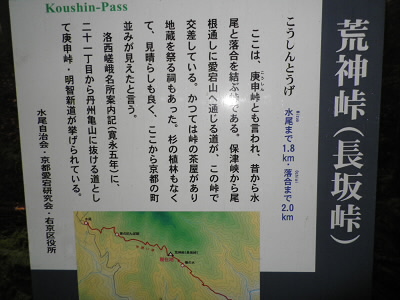 Koushin-Pass
荒神峠(長坂峠)
こうしんとうげ
水尾まで1.8km・落合まで2.0km
ここは、庚申峠とも言われ、昔から水
尾と落合を結ぶ峠である。保津峡から尾
根通しに愛宕山へ通じる道が、この峠で
交差している。かつては峠の茶屋があり
地蔵を祭る祠もあった。杉の植林もなく
て、見晴らしも良く、ここから京都の町
並みが見えたと言う。
洛西嵯峨名所案内記(寛永五年)に、
二十一丁目から丹州亀山に抜ける道とし
て庚申峠・明智新道が挙げられている。
水尾自治会・京都愛宕研究会・右京区役所